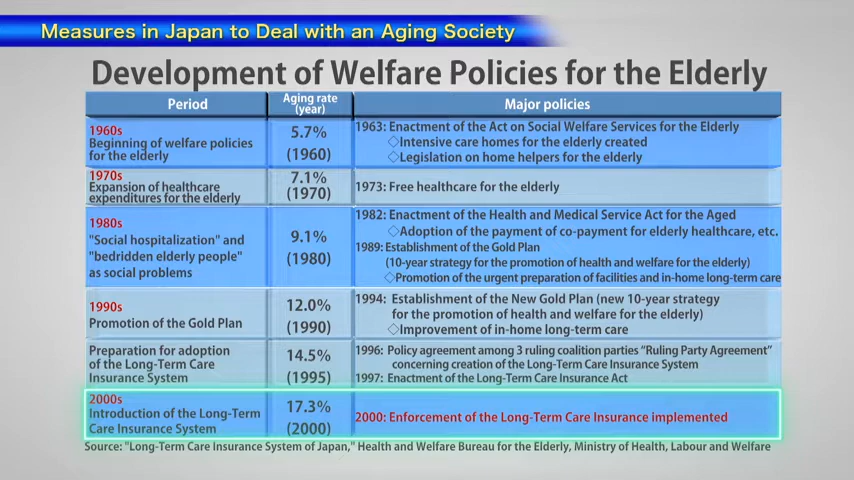 Measures in Japan to Deal with an Aging Society
Development of Welfare Policies for the Elderly
Period
Aging rate
(year)
Major policies
1960s
Beginning of welfare policies
for the elderly
5.7%
(1960)
1963: Enactment of the Act on Social Welfare Services for the Elderly
◇Intensive care homes for the elderly created
◇Legislation on home helpers for the elderly
1970s
Expansion of healthcare
expenditures for the elderly
7.1%
(1970)
1973: Free healthcare for the elderly
1980s
"Social hospitalization" and
"bedridden elderly people"
as social problems
9.1%
(1980)
1982: Enactment of the Health and Medical Service Act for the Aged
◇Adoption of the payment of co-payment for elderly healthcare, etc.
1989: Establishment of the Gold Plan
(10-year strategy for the promotion of health and welfare for the elderly)
◇Promotion of the urgent preparation of facilities and in-home long-term care
1990s
Promotion of the Gold Plan
12.0%
(1990)
1994: Establishment of the New Gold Plan (new 10-year strategy
for the promotion of health and welfare for the elderly)
◇Improvement of in-home long-term care
Preparation for adoption
of the Long-Term Care
Insurance System
14.5%
(1995)
1996: Policy agreement among 3 ruling coalition parties “Ruling Party Agreement”
concerning creation of the Long-Term Care Insurance System
1997: Enactment of the Long-Term Care Insurance Act
2000s
Introduction of the Long-Term
Care Insurance System
17.3%
(2000)
2000: Enforcement of the Long-Term Care Insurance implemented
Source: "Long-Term Care Insurance System of Japan," Health and Welfare Bureau for the Elderly, Ministry of Health, Labour and Welfare